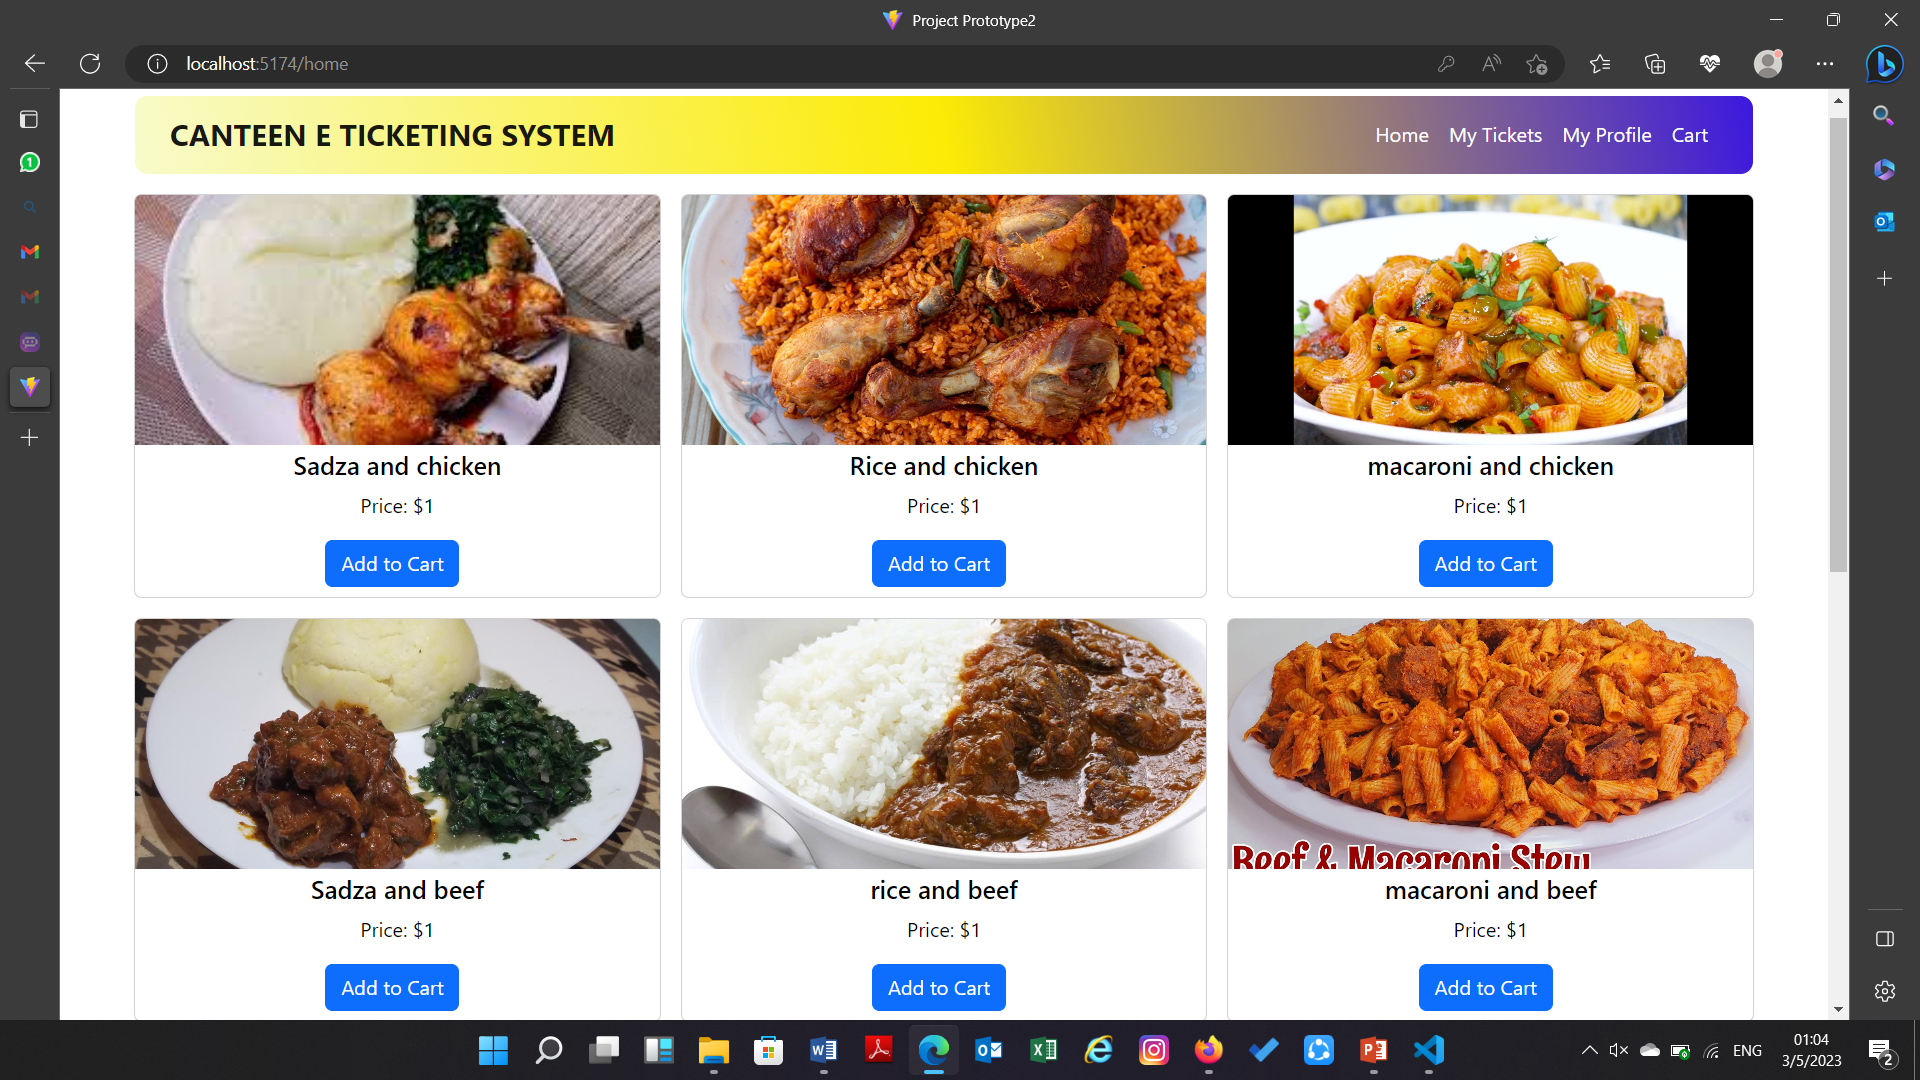 Project Prototype2
localhost:5174/home
CANTEEN E TICKETING SYSTEM
Home My Tickets My Profile Cart
Sadza and chicken
Price: $1
Add to Cart
Rice and chicken
Price: $1
Add to Cart
macaroni and chicken
Price: $1
Add to Cart
Sadza and beef
Price: $1
Add to Cart
rice and beef
Price: $1
Add to Cart
Beef & Macaroni Stew
macaroni and beef
Price: $1
Add to Cart
ENG
01:04
3/5/2023
2